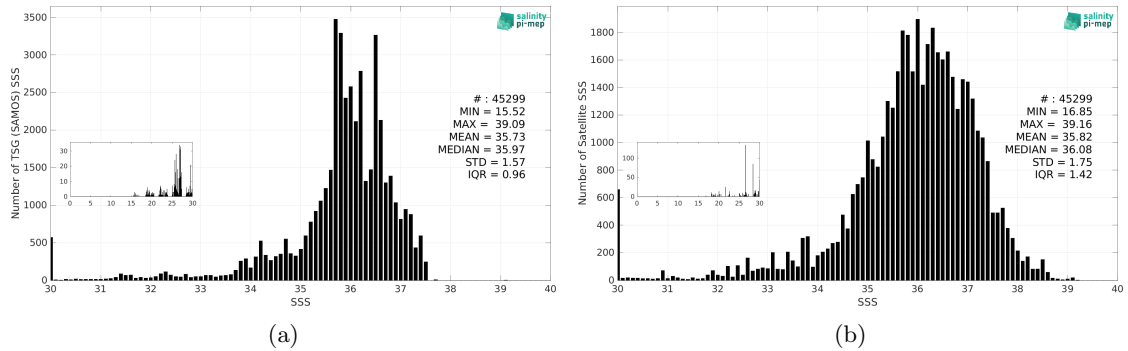 salinity
pi-mep
Number of TSG (SAMOS) SSS
3500
3000
2500
2000
1500
1000
500
0
# : 45299
MIN = 15.52
MAX = 39.09
MEAN = 35.73
MEDIAN = 35.97
STD = 1.57
IQR = 0.96
30
20
10
0
0 5 10 15 20 25 30
30 31 32 33 34 35 36 37 38 39 40
SSS
(a)
salinity
pi-mep
Number of Satellite SSS
1800
1600
1400
1200
1000
800
600
400
200
0
# : 45299
MIN = 16.85
MAX = 39.16
MEAN = 35.82
MEDIAN = 36.08
STD = 1.75
IQR = 1.42
100
50
0
0 5 10 15 20 25 30
30 31 32 33 34 35 36 37 38 39 40
SSS
(b)